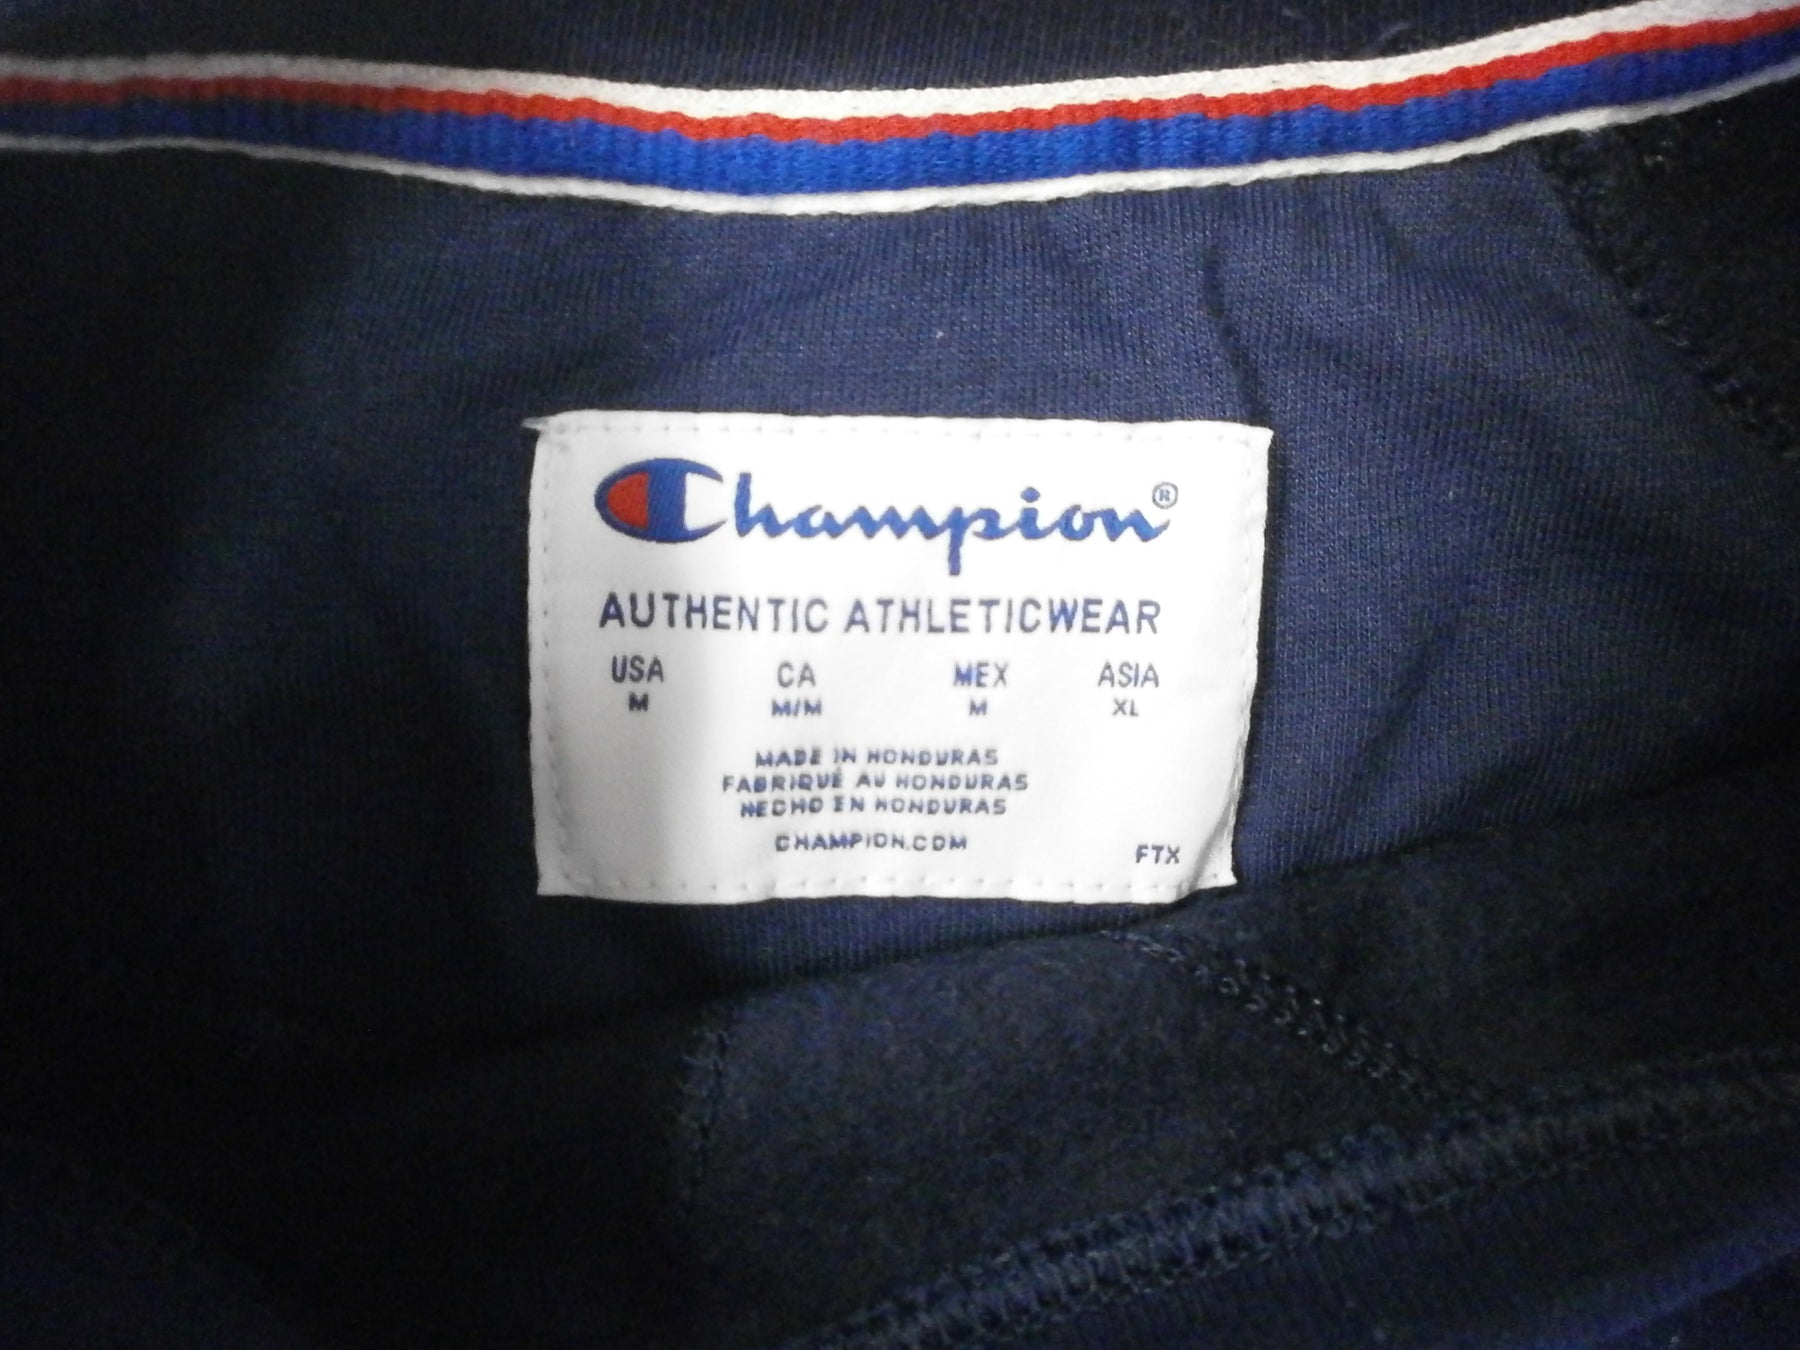 Champion®
AUTHENTIC ATHLETICWEAR
USA CA MEX ASIA
M M/M M XL
MADE IN HONDURAS
FABRIQUÉ AU HONDURAS
HECHO EN HONDURAS
CHAMPION.COM
FTX